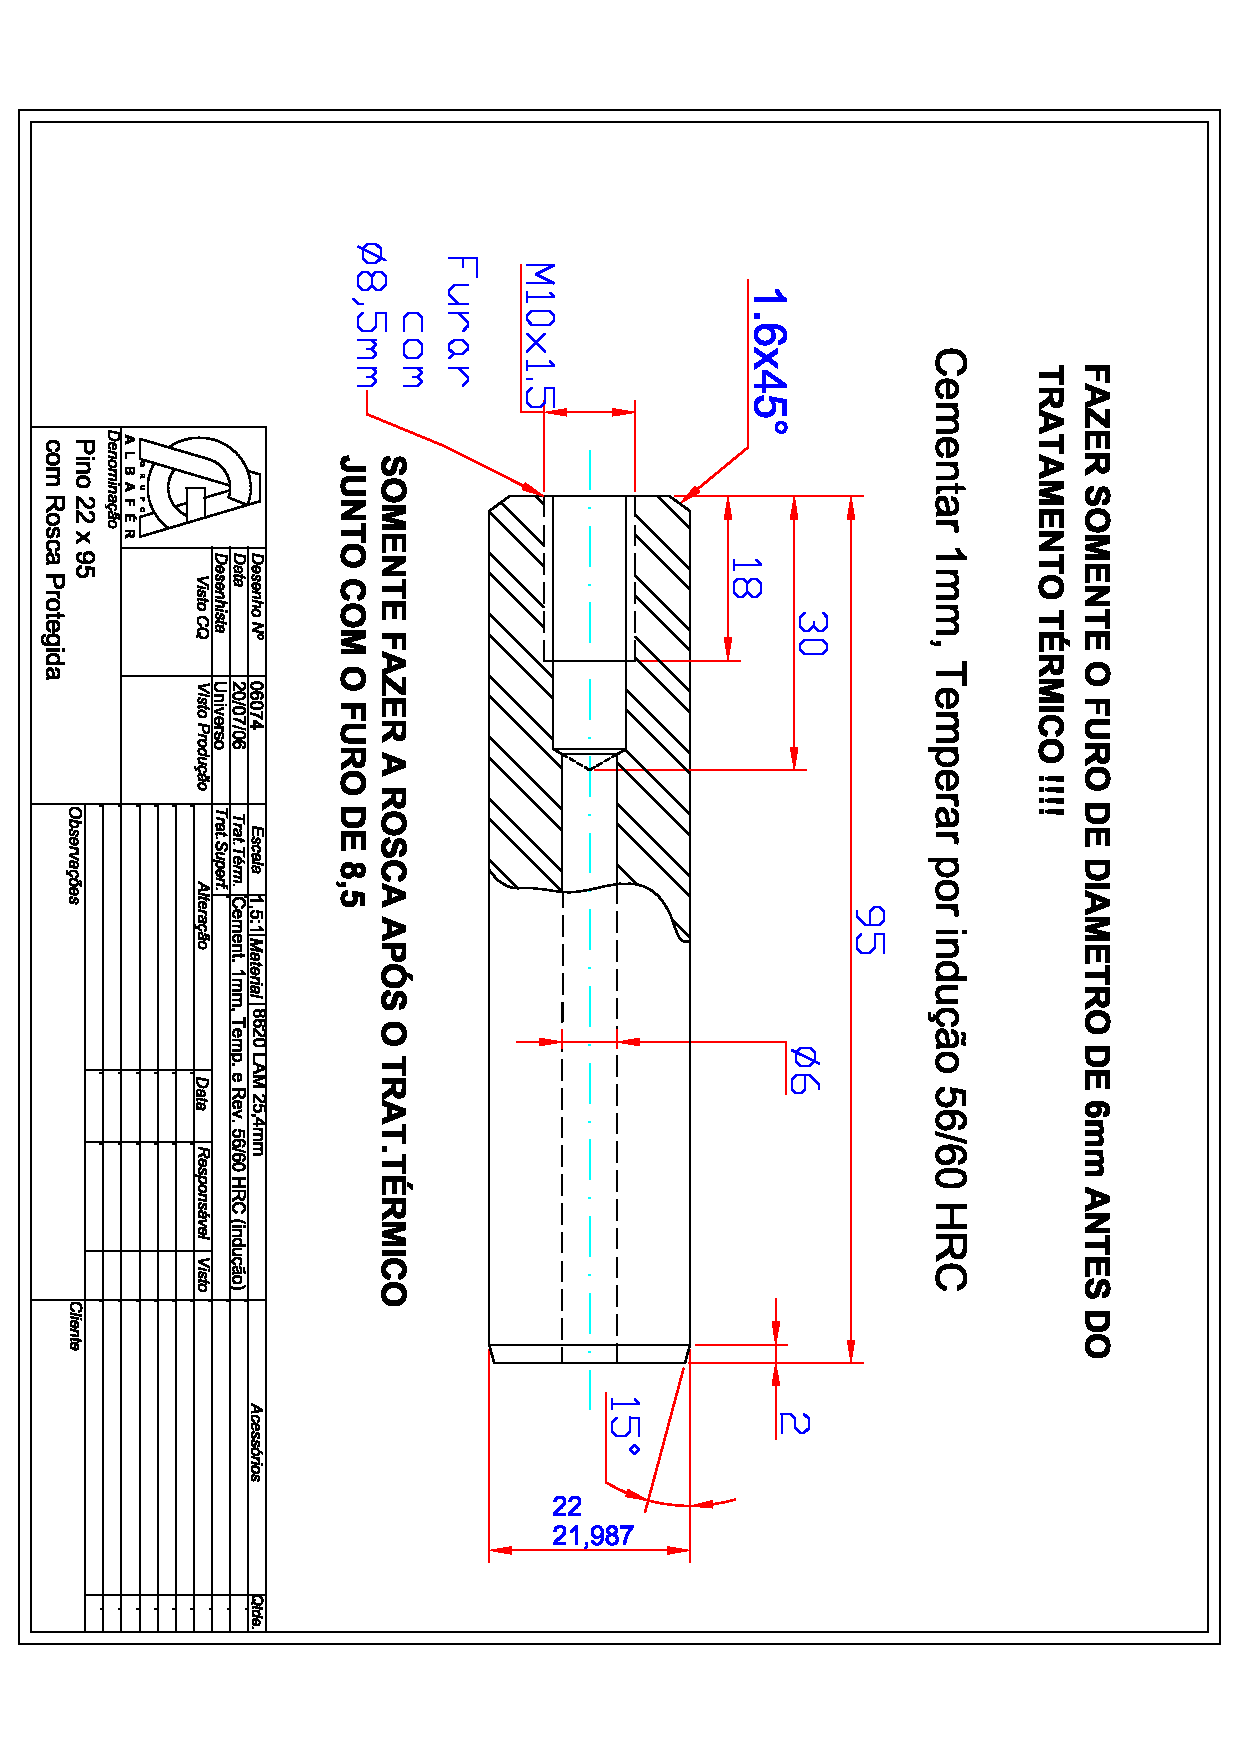 FAZER SOMENTE O FURO DE DIAMETRO DE 6mm ANTES DO
TRATAMENTO TÉRMICO !!!!
Cementar 1mm, Temperar por indução 56/60 HRC
95
30
18
1.6x45°
M10x1.5
Furar
com
Ø8,5mm
Ø6
2
15°
22
21,987
SOMENTE FAZER A ROSCA APÓS O TRAT.TÉRMICO
JUNTO COM O FURO DE 8,5
GRUPO
ALBAFÉR
Desenho Nº 06074 Escala 1,5:1 Material 8620 LAM 25,4mm Acessórios Qtde.
Data 20/07/06 Trat.Térm. Cement. 1mm, Temp. e Rev. 56/60 HRC (indução)
Desenhista Universo Trat.Superf.
Visto CQ Visto Produção Alteração Data Responsável Visto
Denominação
Pino 22 x 95
com Rosca Protegida
Observações Cliente